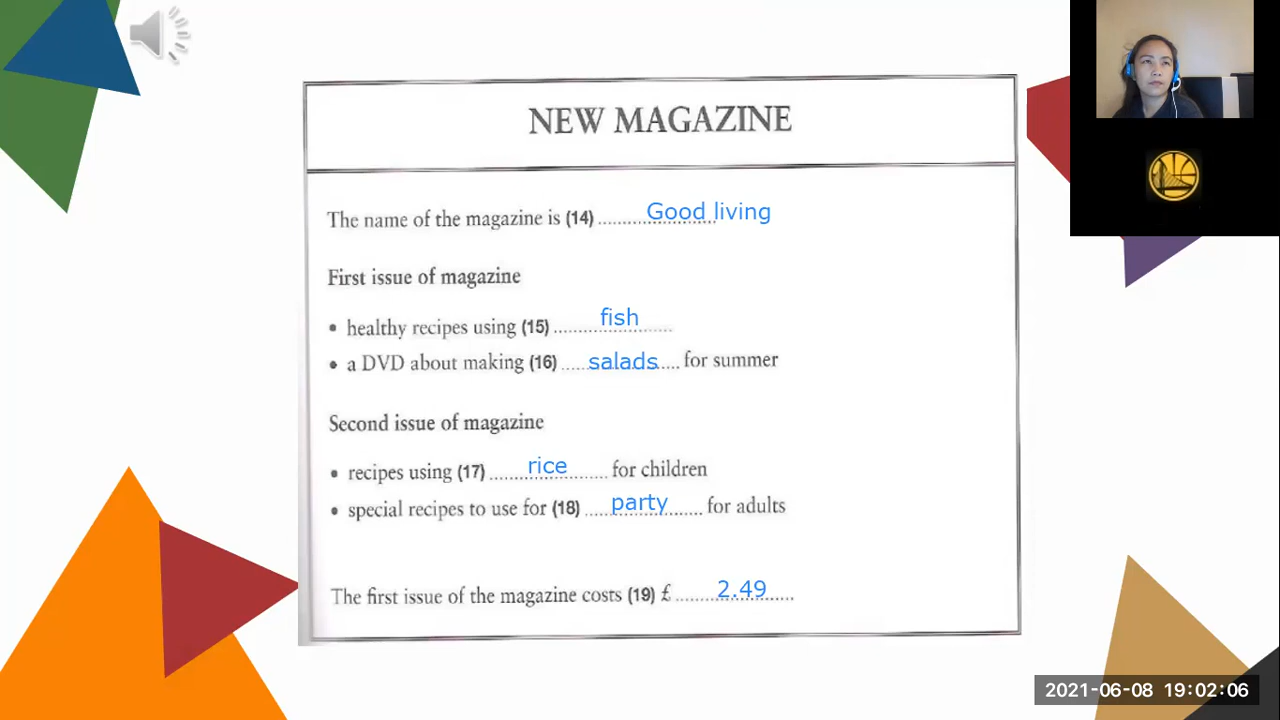 NEW MAGAZINE
The name of the magazine is (14) .................... Good living
First issue of magazine
• healthy recipes using (15) .................... fish
• a DVD about making (16) .................... salads for summer
Second issue of magazine
• recipes using (17) .................... rice for children
• special recipes to use for (18) .................... party for adults
The first issue of the magazine costs (19) £ .................... 2.49
2021-06-08 19:02:06